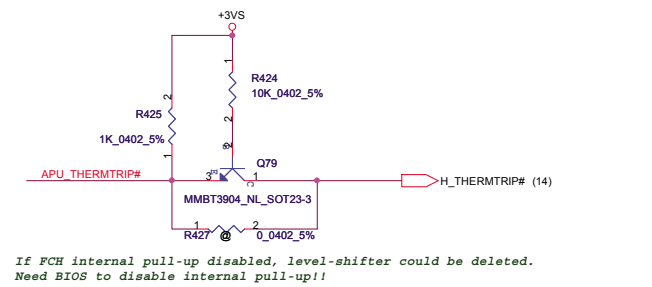 +3VS
1
R424
10K_0402_5%
2
2
R425
1K_0402_5%
1
B
2
Q79
APU_THERMTRIP#
3
E
1
C
H_THERMTRIP# (14)
MMBT3904_NL_SOT23-3
1
2
R427
@
0_0402_5%
If FCH internal pull-up disabled, level-shifter could be deleted.
Need BIOS to disable internal pull-up!!